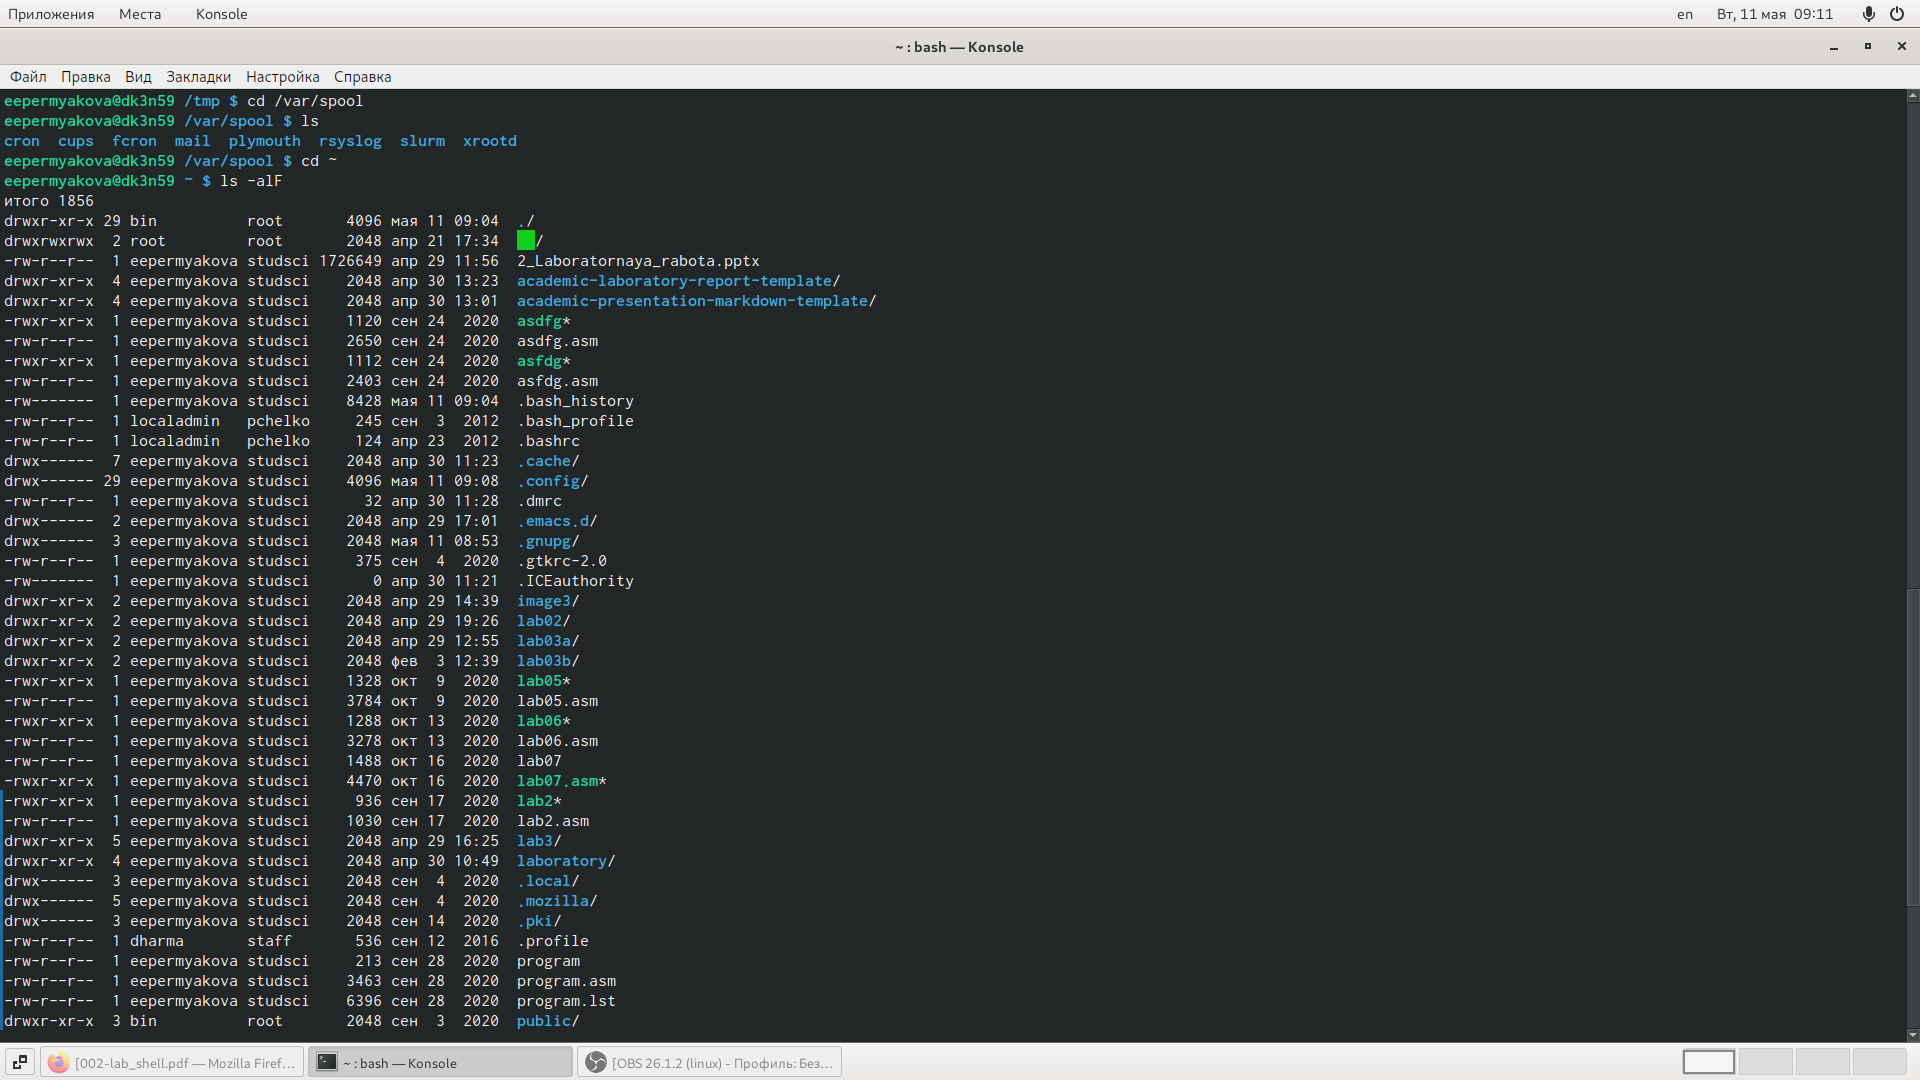 Приложения Места Konsole en Вт, 11 мая 09:11
~ : bash — Konsole
Файл Правка Вид Закладки Настройка Справка
eepermyakova@dk3n59 /tmp $ cd /var/spool
eepermyakova@dk3n59 /var/spool $ ls
cron  cups  fcron  mail  plymouth  rsyslog  slurm  xrootd
eepermyakova@dk3n59 /var/spool $ cd ~
eepermyakova@dk3n59 ~ $ ls -alF
итого 1856
drwxr-xr-x 29 bin          root       4096 мая 11 09:04  ./
drwxrwxrwx  2 root         root       2048 апр 21 17:34  /
-rw-r--r--  1 eepermyakova studsci 1726649 апр 29 11:56  2_Laboratornaya_rabota.pptx
drwxr-xr-x  4 eepermyakova studsci    2048 апр 30 13:23  academic-laboratory-report-template/
drwxr-xr-x  4 eepermyakova studsci    2048 апр 30 13:01  academic-presentation-markdown-template/
-rwxr-xr-x  1 eepermyakova studsci    1120 сен 24  2020  asdfg*
-rw-r--r--  1 eepermyakova studsci    2650 сен 24  2020  asdfg.asm
-rwxr-xr-x  1 eepermyakova studsci    1112 сен 24  2020  asfdg*
-rw-r--r--  1 eepermyakova studsci    2403 сен 24  2020  asfdg.asm
-rw-------  1 eepermyakova studsci    8428 мая 11 09:04  .bash_history
-rw-r--r--  1 localadmin   pchelko     245 сен  3  2012  .bash_profile
-rw-r--r--  1 localadmin   pchelko     124 апр 23  2012  .bashrc
drwx------  7 eepermyakova studsci    2048 апр 30 11:23  .cache/
drwx------ 29 eepermyakova studsci    4096 мая 11 09:08  .config/
-rw-r--r--  1 eepermyakova studsci      32 апр 30 11:28  .dmrc
drwx------  2 eepermyakova studsci    2048 апр 29 17:01  .emacs.d/
drwx------  3 eepermyakova studsci    2048 мая 11 08:53  .gnupg/
-rw-r--r--  1 eepermyakova studsci     375 сен  4  2020  .gtkrc-2.0
-rw-------  1 eepermyakova studsci       0 апр 30 11:21  .ICEauthority
drwxr-xr-x  2 eepermyakova studsci    2048 апр 29 14:39  image3/
drwxr-xr-x  2 eepermyakova studsci    2048 апр 29 19:26  lab02/
drwxr-xr-x  2 eepermyakova studsci    2048 апр 29 12:55  lab03a/
drwxr-xr-x  2 eepermyakova studsci    2048 фев  3 12:39  lab03b/
-rwxr-xr-x  1 eepermyakova studsci    1328 окт  9  2020  lab05*
-rw-r--r--  1 eepermyakova studsci    3784 окт  9  2020  lab05.asm
-rwxr-xr-x  1 eepermyakova studsci    1288 окт 13  2020  lab06*
-rw-r--r--  1 eepermyakova studsci    3278 окт 13  2020  lab06.asm
-rw-r--r--  1 eepermyakova studsci    1488 окт 16  2020  lab07
-rwxr-xr-x  1 eepermyakova studsci    4470 окт 16  2020  lab07.asm*
-rwxr-xr-x  1 eepermyakova studsci     936 сен 17  2020  lab2*
-rw-r--r--  1 eepermyakova studsci    1030 сен 17  2020  lab2.asm
drwxr-xr-x  5 eepermyakova studsci    2048 апр 29 16:25  lab3/
drwxr-xr-x  4 eepermyakova studsci    2048 апр 30 10:49  laboratory/
drwx------  3 eepermyakova studsci    2048 сен  4  2020  .local/
drwx------  5 eepermyakova studsci    2048 сен  4  2020  .mozilla/
drwx------  3 eepermyakova studsci    2048 сен 14  2020  .pki/
-rw-r--r--  1 dharma       staff       536 сен 12  2016  .profile
-rw-r--r--  1 eepermyakova studsci     213 сен 28  2020  program
-rw-r--r--  1 eepermyakova studsci    3463 сен 28  2020  program.asm
-rw-r--r--  1 eepermyakova studsci    6396 сен 28  2020  program.lst
drwxr-xr-x  3 bin          root       2048 сен  3  2020  public/
[002-lab_shell.pdf — Mozilla Firef… ~ : bash — Konsole [OBS 26.1.2 (linux) - Профиль: Без…